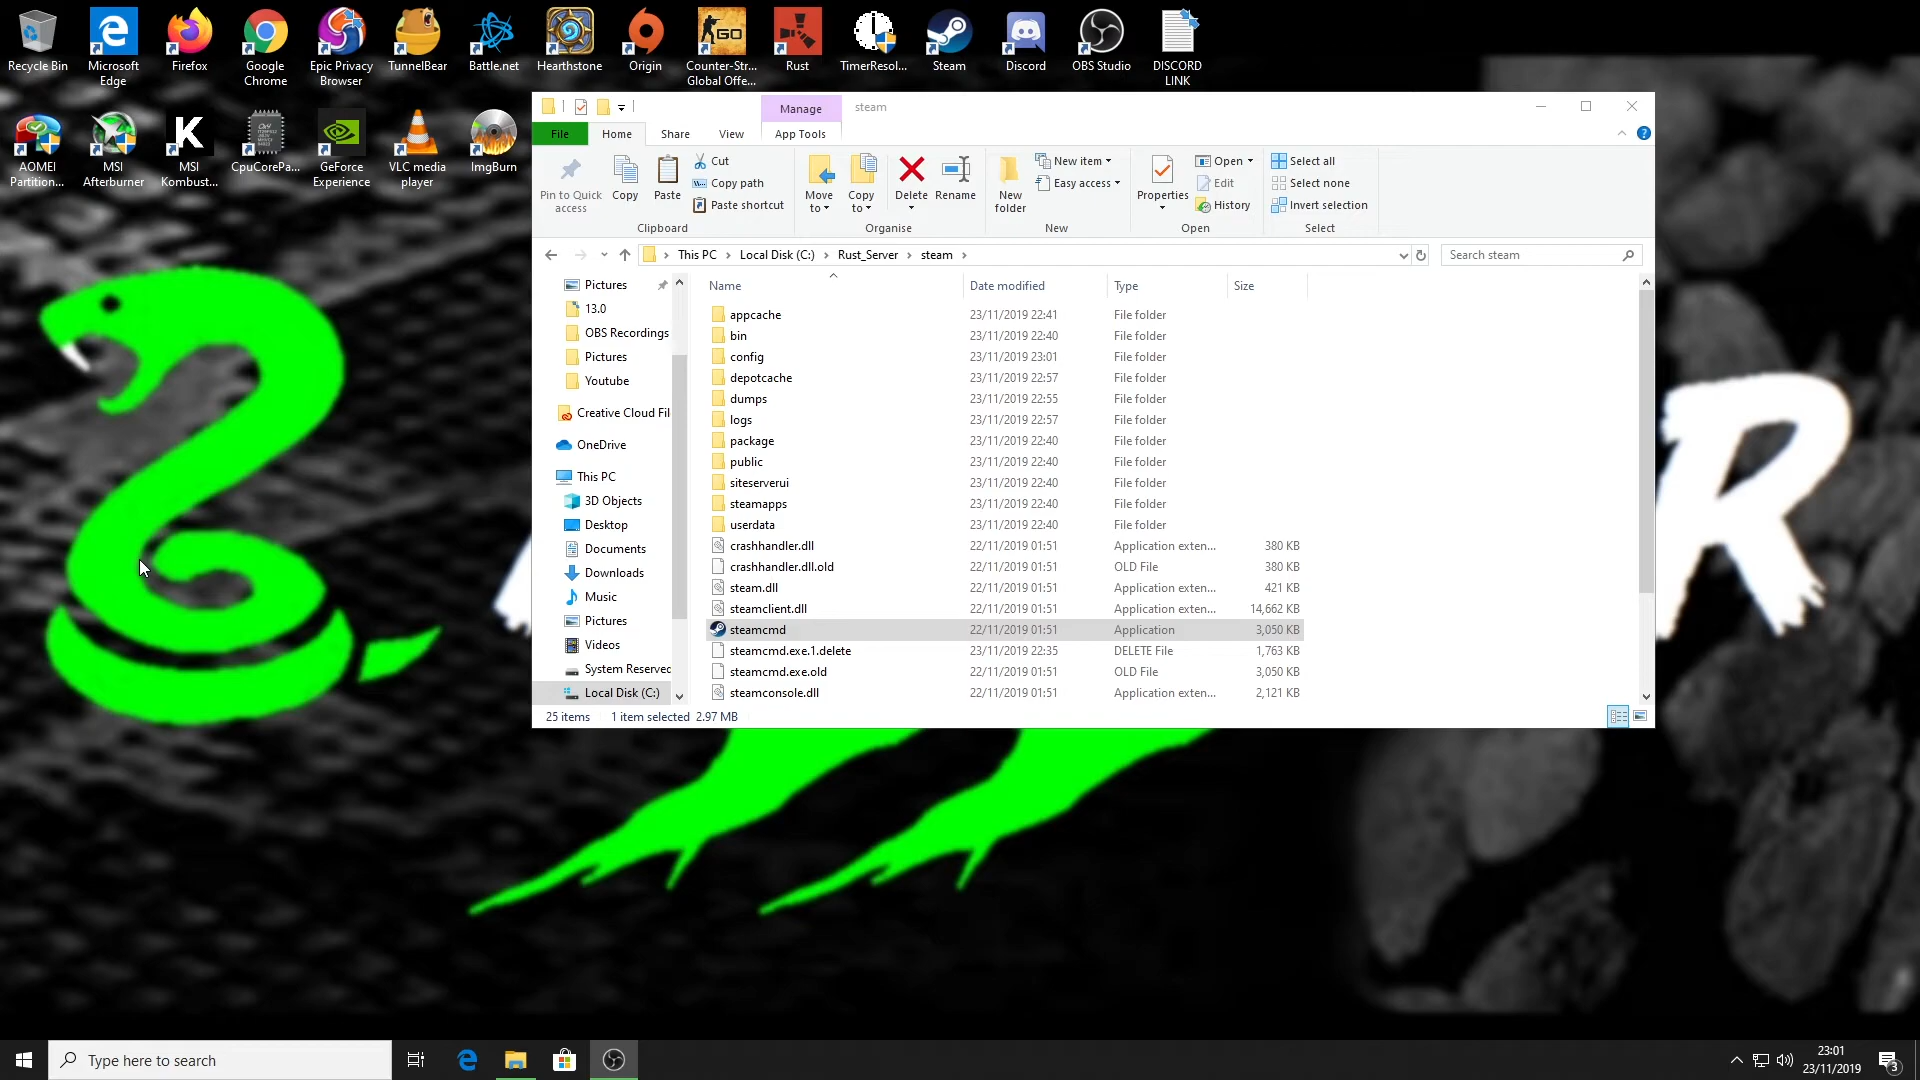 Recycle Bin
Microsoft Edge
Firefox
Google Chrome
Epic Privacy Browser
TunnelBear
Battle.net
Hearthstone
Origin
Counter-Str... Global Offe...
Rust
TimerResol...
Steam
Discord
OBS Studio
DISCORD LINK
AOMEI Partition...
MSI Afterburner
MSI Kombust...
CpuCorePa...
GeForce Experience
VLC media player
ImgBurn
Manage
steam
File
Home
Share
View
App Tools
Pin to Quick access
Copy
Paste
Cut
Copy path
Paste shortcut
Clipboard
Move to
Copy to
Delete
Rename
Organise
New folder
New item
Easy access
New
Properties
Open
Edit
History
Open
Select all
Select none
Invert selection
Select
This PC > Local Disk (C:) > Rust_Server > steam >
Search steam
Pictures
13.0
OBS Recordings
Pictures
Youtube
Creative Cloud Fil
OneDrive
This PC
3D Objects
Desktop
Documents
Downloads
Music
Pictures
Videos
System Reserved
Local Disk (C:)
Name Date modified Type Size
appcache 23/11/2019 22:41 File folder
bin 23/11/2019 22:40 File folder
config 23/11/2019 23:01 File folder
depotcache 23/11/2019 22:57 File folder
dumps 23/11/2019 22:55 File folder
logs 23/11/2019 22:57 File folder
package 23/11/2019 22:40 File folder
public 23/11/2019 22:40 File folder
siteserverui 23/11/2019 22:40 File folder
steamapps 23/11/2019 22:40 File folder
userdata 23/11/2019 22:40 File folder
crashhandler.dll 22/11/2019 01:51 Application exten... 380 KB
crashhandler.dll.old 22/11/2019 01:51 OLD File 380 KB
steam.dll 22/11/2019 01:51 Application exten... 421 KB
steamclient.dll 22/11/2019 01:51 Application exten... 14,662 KB
steamcmd 22/11/2019 01:51 Application 3,050 KB
steamcmd.exe.1.delete 23/11/2019 22:35 DELETE File 1,763 KB
steamcmd.exe.old 22/11/2019 01:51 OLD File 3,050 KB
steamconsole.dll 22/11/2019 01:51 Application exten... 2,121 KB
25 items 1 item selected 2.97 MB
R
Type here to search
23:01
23/11/2019
3